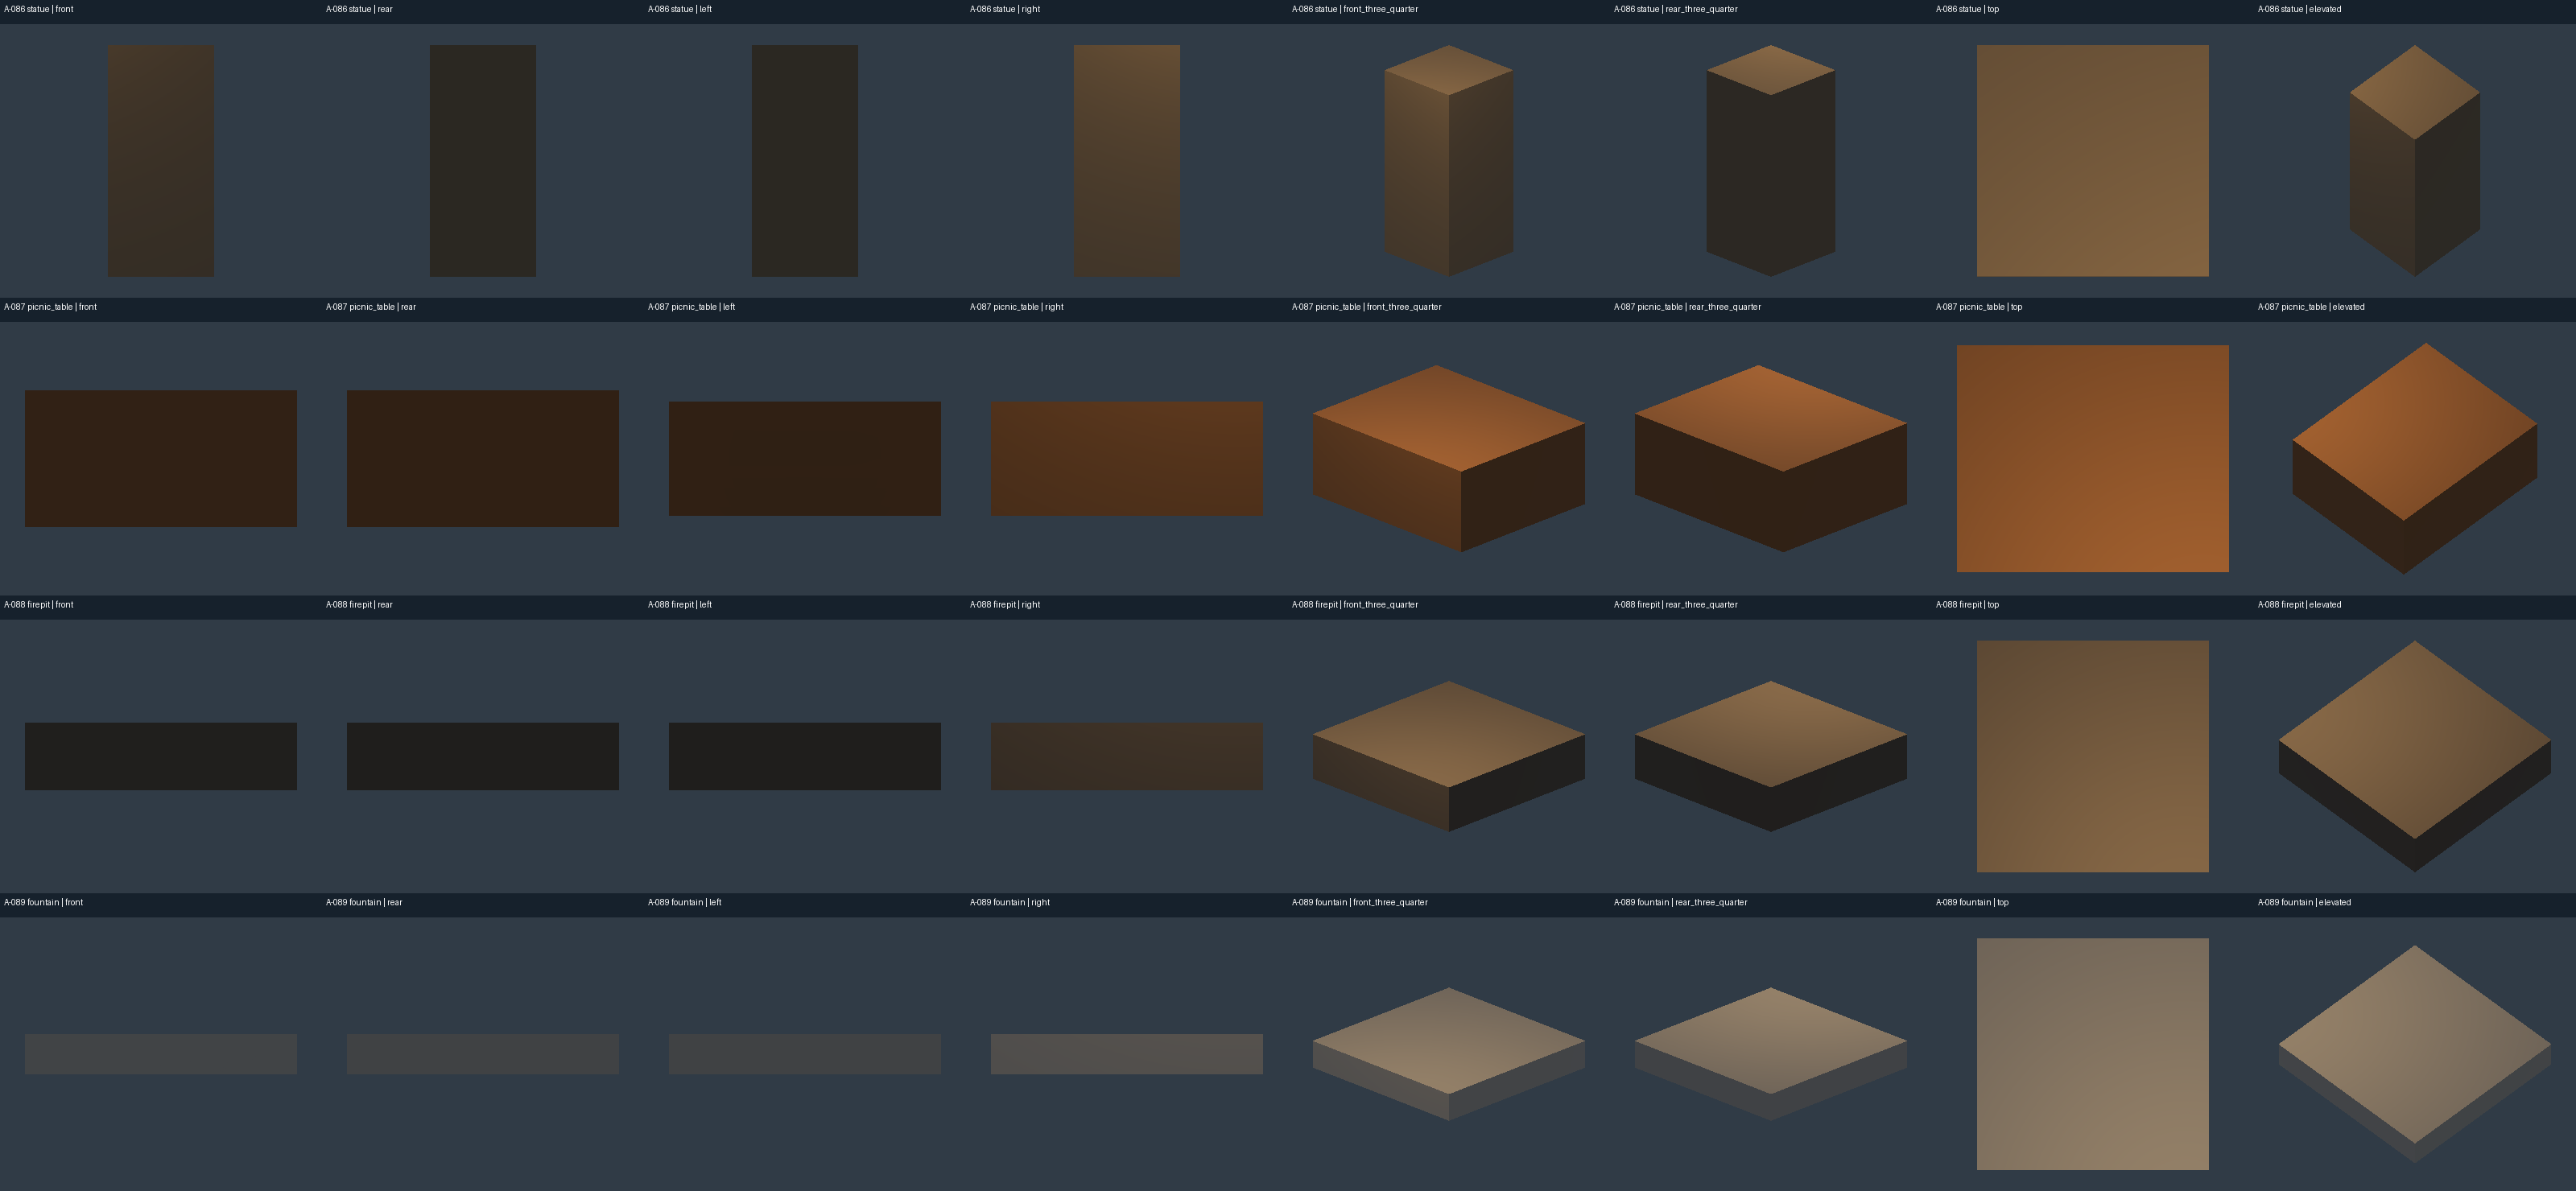 A-086 statue | front
A-086 statue | rear
A-086 statue | left
A-086 statue | right
A-086 statue | front_three_quarter
A-086 statue | rear_three_quarter
A-086 statue | top
A-086 statue | elevated
A-087 picnic_table | front
A-087 picnic_table | rear
A-087 picnic_table | left
A-087 picnic_table | right
A-087 picnic_table | front_three_quarter
A-087 picnic_table | rear_three_quarter
A-087 picnic_table | top
A-087 picnic_table | elevated
A-088 firepit | front
A-088 firepit | rear
A-088 firepit | left
A-088 firepit | right
A-088 firepit | front_three_quarter
A-088 firepit | rear_three_quarter
A-088 firepit | top
A-088 firepit | elevated
A-089 fountain | front
A-089 fountain | rear
A-089 fountain | left
A-089 fountain | right
A-089 fountain | front_three_quarter
A-089 fountain | rear_three_quarter
A-089 fountain | top
A-089 fountain | elevated